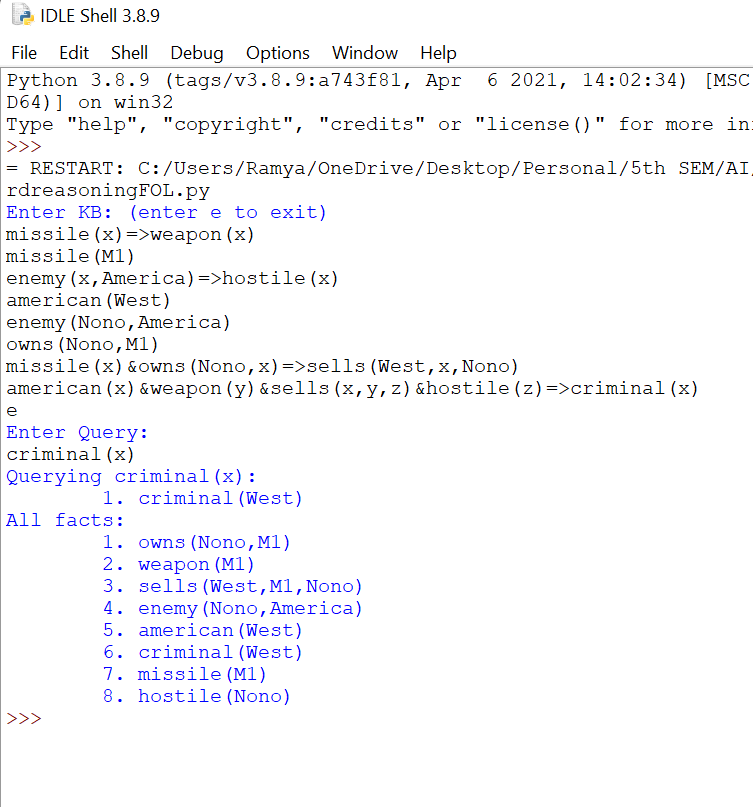 IDLE Shell 3.8.9
File Edit Shell Debug Options Window Help
Python 3.8.9 (tags/v3.8.9:a743f81, Apr  6 2021, 14:02:34) [MSC
D64)] on win32
Type "help", "copyright", "credits" or "license()" for more
>>>
= RESTART: C:/Users/Ramya/OneDrive/Desktop/Personal/5th SEM/AI/
rdreasoningFOL.py
Enter KB: (enter e to exit)
missile(x)=>weapon(x)
missile(M1)
enemy(x,America)=>hostile(x)
american(West)
enemy(Nono,America)
owns(Nono,M1)
missile(x)&owns(Nono,x)=>sells(West,x,Nono)
american(x)&weapon(y)&sells(x,y,z)&hostile(z)=>criminal(x)
e
Enter Query:
criminal(x)
Querying criminal(x):
1. criminal(West)
All facts:
1. owns(Nono,M1)
2. weapon(M1)
3. sells(West,M1,Nono)
4. enemy(Nono,America)
5. american(West)
6. criminal(West)
7. missile(M1)
8. hostile(Nono)
>>>